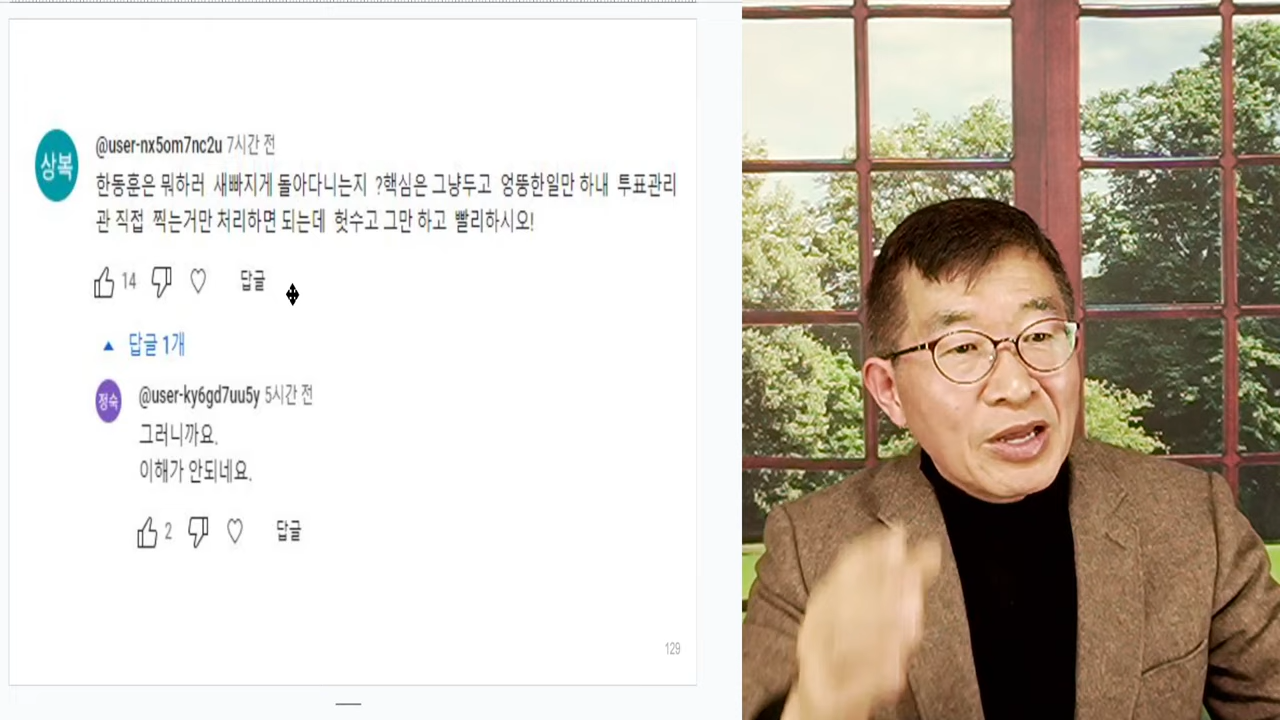 상복
@user-nx5om7nc2u 7시간 전
한동훈은 뭐하러 새빠지게 돌아다니는지 ?핵심은 그냥두고 엉뚱한일만 하내 투표관리
관 직접 찍는거만 처리하면 되는데 헛수고 그만 하고 빨리하시오!
14 답글
답글 1개
정숙
@user-ky6gd7uu5y 5시간 전
그러니까요.
이해가 안되네요.
2 답글
129